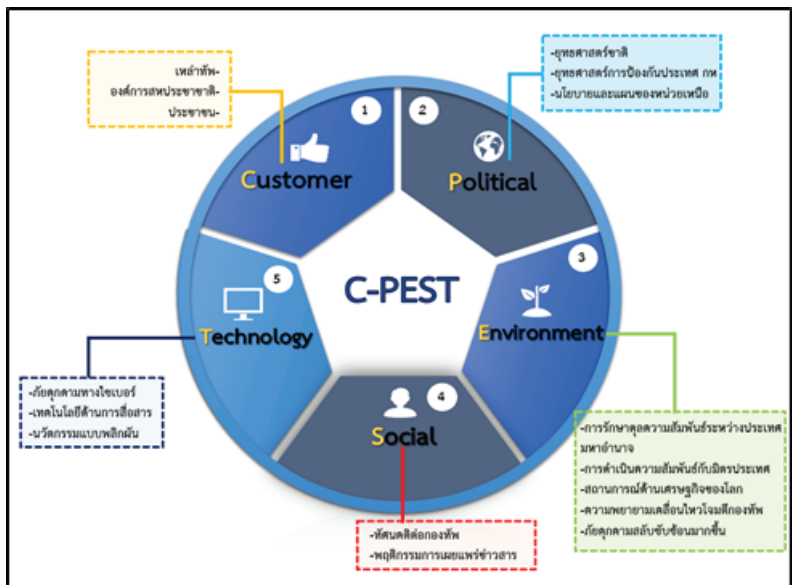 เหล่าทัพ-
องค์การสหประชาชาติ-
ประชาชน-
1
Customer
-ยุทธศาสตร์ชาติ
-ยุทธศาสตร์การป้องกันประเทศ กห
-นโยบายและแผนของหน่วยเหนือ
2
Political
3
Environment
-การรักษาดุลความสัมพันธ์ระหว่างประเทศ
มหาอำนาจ
-การดำเนินความสัมพันธ์กับมิตรประเทศ
-สถานการณ์ด้านเศรษฐกิจของโลก
-ความพยายามเคลื่อนไหวโจมตีกองทัพ
-ภัยคุกคามสลับซับซ้อนมากขึ้น
4
Social
-ทัศนคติต่อกองทัพ
-พฤติกรรมการเผยแพร่ข่าวสาร
5
Technology
-ภัยคุกคามทางไซเบอร์
-เทคโนโลยีด้านการสื่อสาร
-นวัตกรรมแบบพลิกผัน
C-PEST